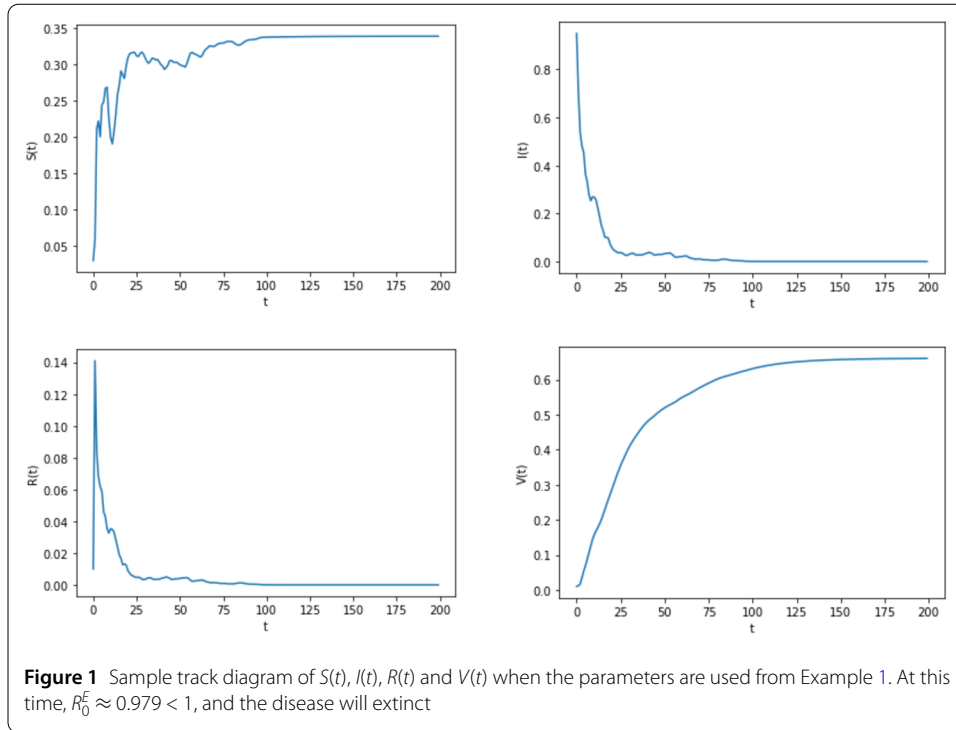 0.35
0.30
0.25
0.20
0.15
0.10
0.05
S(t)
0 25 50 75 100 125 150 175 200
t
0.8
0.6
0.4
0.2
0.0
I(t)
0 25 50 75 100 125 150 175 200
t
0.14
0.12
0.10
0.08
0.06
0.04
0.02
0.00
R(t)
0 25 50 75 100 125 150 175 200
t
0.6
0.5
0.4
0.3
0.2
0.1
0.0
V(t)
0 25 50 75 100 125 150 175 200
t
Figure 1 Sample track diagram of S(t), I(t), R(t) and V(t) when the parameters are used from Example 1. At this
time, R_0^E ≈ 0.979 < 1, and the disease will extinct